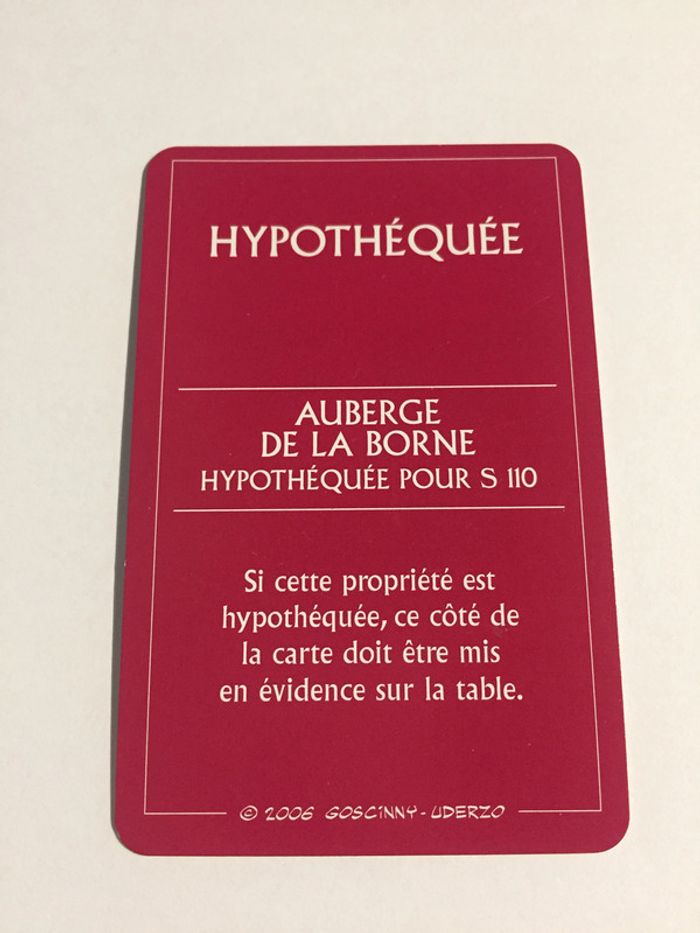 HYPOTHÉQUÉE
AUBERGE
DE LA BORNE
HYPOTHÉQUÉE POUR S 110
Si cette propriété est
hypothéquée, ce côté de
la carte doit être mis
en évidence sur la table.
© 2006 GOSCINNY - UDERZO